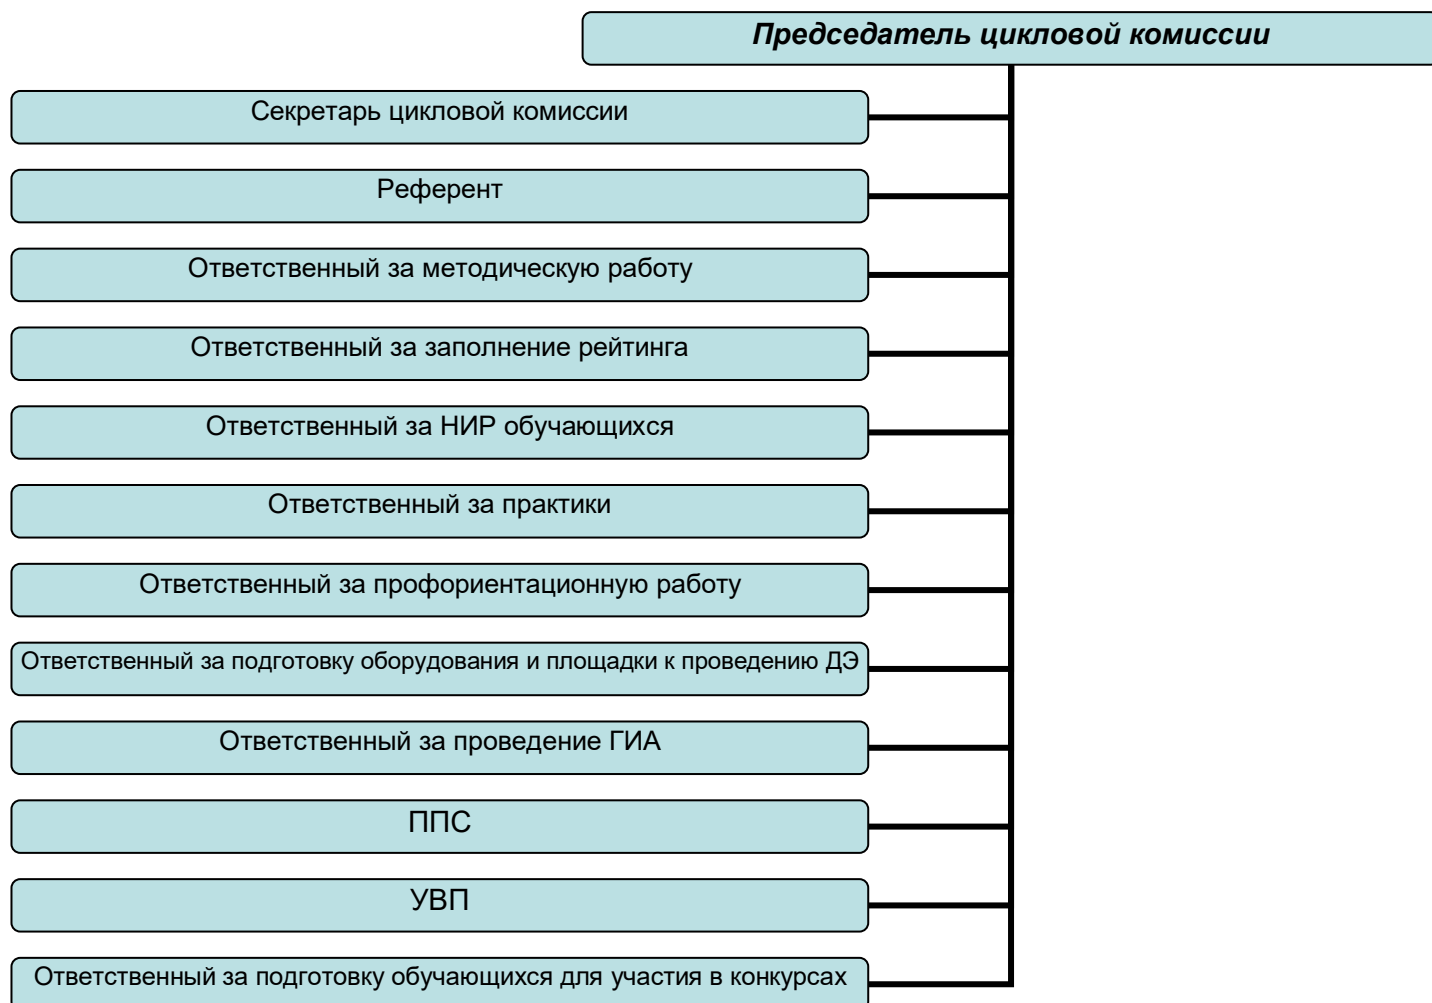 Председатель цикловой комиссии
Секретарь цикловой комиссии
Референт
Ответственный за методическую работу
Ответственный за заполнение рейтинга
Ответственный за НИР обучающихся
Ответственный за практики
Ответственный за профориентационную работу
Ответственный за подготовку оборудования и площадки к проведению ДЭ
Ответственный за проведение ГИА
ППС
УВП
Ответственный за подготовку обучающихся для участия в конкурсах